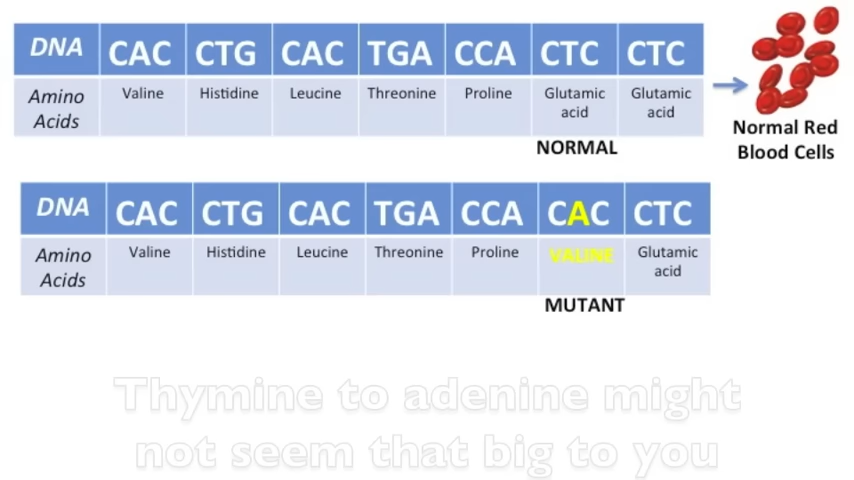 DNA CAC CTG CAC TGA CCA CTC CTC
Amino Valine Histidine Leucine Threonine Proline Glutamic Glutamic
Acids acid acid
NORMAL
Normal Red
Blood Cells
DNA CAC CTG CAC TGA CCA CAC CTC
Amino Valine Histidine Leucine Threonine Proline VALINE Glutamic
Acids acid
MUTANT
Thymine to adenine might
not seem that big to you